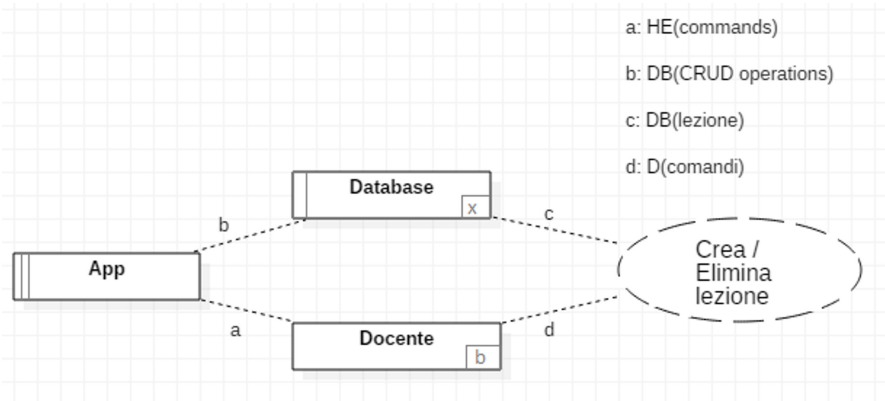 a: HE(commands)
b: DB(CRUD operations)
c: DB(lezione)
d: D(comandi)
Database
x
b
c
App
Crea /
Elimina
lezione
a
Docente
b
d